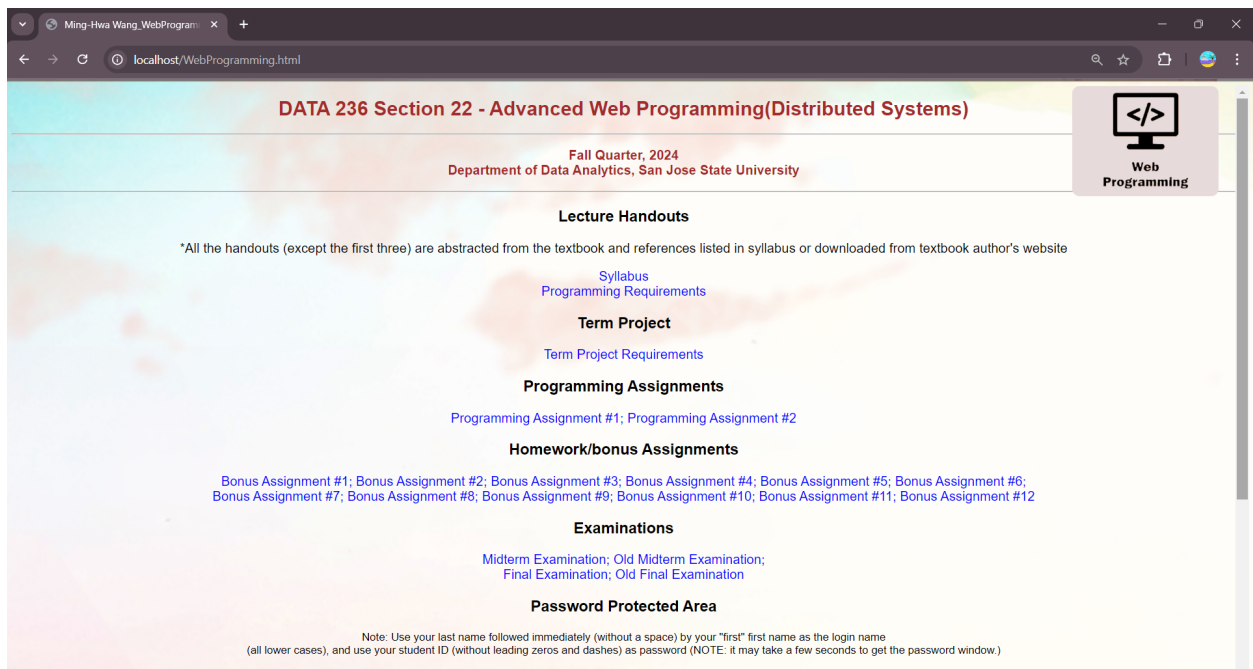 Ming-Hwa Wang_WebProgram
localhost/WebProgramming.html
DATA 236 Section 22 - Advanced Web Programming(Distributed Systems)
</>
Web
Programming
Fall Quarter, 2024
Department of Data Analytics, San Jose State University
Lecture Handouts
*All the handouts (except the first three) are abstracted from the textbook and references listed in syllabus or downloaded from textbook author's website
Syllabus
Programming Requirements
Term Project
Term Project Requirements
Programming Assignments
Programming Assignment #1; Programming Assignment #2
Homework/bonus Assignments
Bonus Assignment #1; Bonus Assignment #2; Bonus Assignment #3; Bonus Assignment #4; Bonus Assignment #5; Bonus Assignment #6;
Bonus Assignment #7; Bonus Assignment #8; Bonus Assignment #9; Bonus Assignment #10; Bonus Assignment #11; Bonus Assignment #12
Examinations
Midterm Examination; Old Midterm Examination;
Final Examination; Old Final Examination
Password Protected Area
Note: Use your last name followed immediately (without a space) by your "first" first name as the login name
(all lower cases), and use your student ID (without leading zeros and dashes) as password (NOTE: it may take a few seconds to get the password window.)